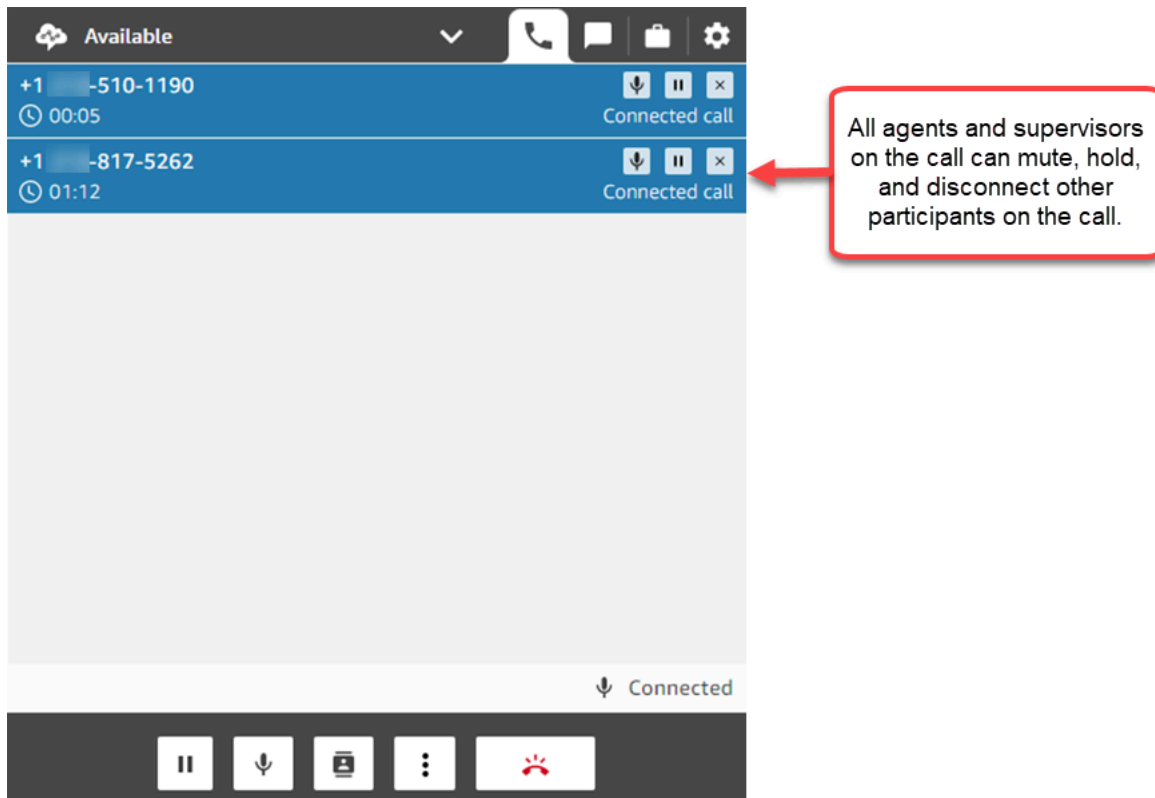 Available
+1 -510-1190
00:05
Connected call
+1 -817-5262
01:12
Connected call
All agents and supervisors
on the call can mute, hold,
and disconnect other
participants on the call.
Connected